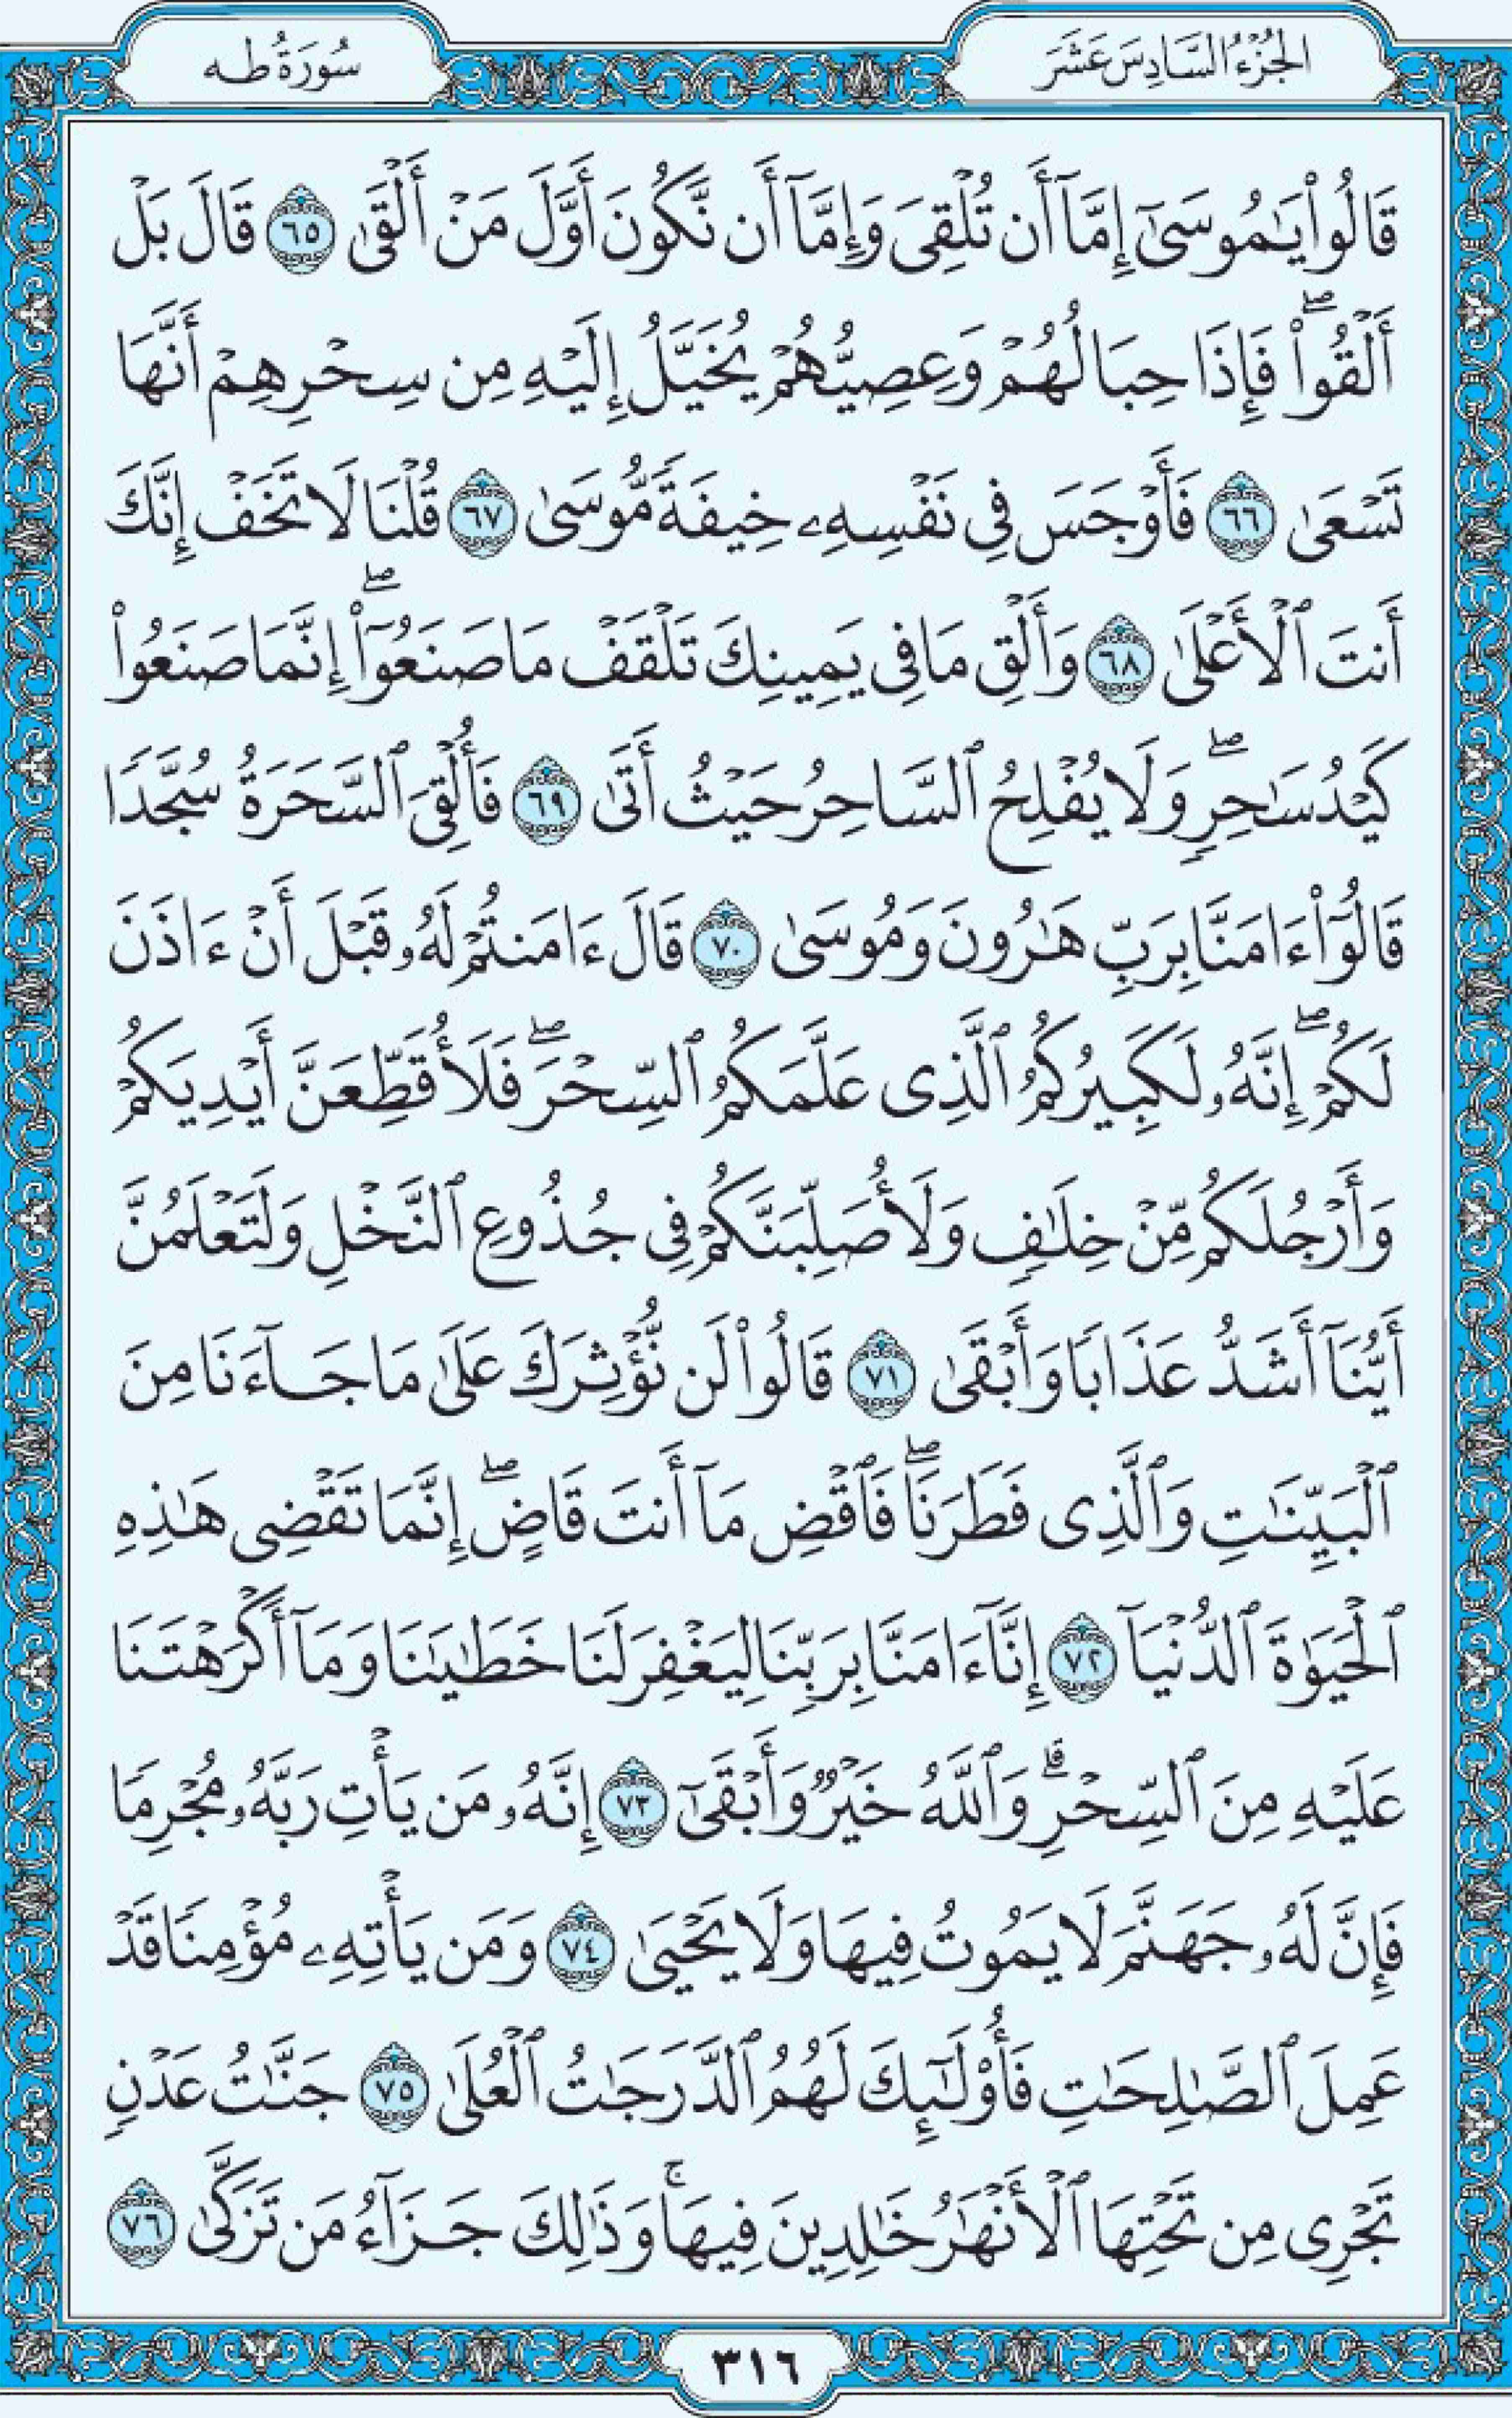 الجُزْءُ السَّادِسَ عَشَرَ
سُورَةُ طه
قَالُوا۟ يَـٰمُوسَىٰٓ إِمَّآ أَن تُلْقِىَ وَإِمَّآ أَن نَّكُونَ أَوَّلَ مَنْ أَلْقَىٰ ٦٥ قَالَ بَلْ
أَلْقُوا۟ۖ فَإِذَا حِبَالُهُمْ وَعِصِيُّهُمْ يُخَيَّلُ إِلَيْهِ مِن سِحْرِهِمْ أَنَّهَا
تَسْعَىٰ ٦٦ فَأَوْجَسَ فِى نَفْسِهِۦ خِيفَةً مُّوسَىٰ ٦٧ قُلْنَا لَا تَخَفْ إِنَّكَ
أَنتَ ٱلْأَعْلَىٰ ٦٨ وَأَلْقِ مَا فِى يَمِينِكَ تَلْقَفْ مَا صَنَعُوٓا۟ۖ إِنَّمَا صَنَعُوا۟
كَيْدُ سَـٰحِرٍۖ وَلَا يُفْلِحُ ٱلسَّاحِرُ حَيْثُ أَتَىٰ ٦٩ فَأُلْقِىَ ٱلسَّحَرَةُ سُجَّدًا
قَالُوٓا۟ ءَامَنَّا بِرَبِّ هَـٰرُونَ وَمُوسَىٰ ٧٠ قَالَ ءَامَنتُمْ لَهُۥ قَبْلَ أَنْ ءَاذَنَ
لَكُمْۖ إِنَّهُۥ لَكَبِيرُكُمُ ٱلَّذِى عَلَّمَكُمُ ٱلسِّحْرَۖ فَلَأُقَطِّعَنَّ أَيْدِيَكُمْ
وَأَرْجُلَكُم مِّنْ خِلَـٰفٍ وَلَأُصَلِّبَنَّكُمْ فِى جُذُوعِ ٱلنَّخْلِ وَلَتَعْلَمُنَّ
أَيُّنَآ أَشَدُّ عَذَابًا وَأَبْقَىٰ ٧١ قَالُوا۟ لَن نُّؤْثِرَكَ عَلَىٰ مَا جَآءَنَا مِنَ
ٱلْبَيِّنَـٰتِ وَٱلَّذِى فَطَرَنَاۖ فَٱقْضِ مَآ أَنتَ قَاضٍۖ إِنَّمَا تَقْضِى هَـٰذِهِ
ٱلْحَيَوٰةَ ٱلدُّنْيَآ ٧٢ إِنَّآ ءَامَنَّا بِرَبِّنَا لِيَغْفِرَ لَنَا خَطَـٰيَـٰنَا وَمَآ أَكْرَهْتَنَا
عَلَيْهِ مِنَ ٱلسِّحْرِۗ وَٱللَّهُ خَيْرٌ وَأَبْقَىٰٓ ٧٣ إِنَّهُۥ مَن يَأْتِ رَبَّهُۥ مُجْرِمًا
فَإِنَّ لَهُۥ جَهَنَّمَ لَا يَمُوتُ فِيهَا وَلَا يَحْيَىٰ ٧٤ وَمَن يَأْتِهِۦ مُؤْمِنًا قَدْ
عَمِلَ ٱلصَّـٰلِحَـٰتِ فَأُو۟لَـٰٓئِكَ لَهُمُ ٱلدَّرَجَـٰتُ ٱلْعُلَىٰ ٧٥ جَنَّـٰتُ عَدْنٍ
تَجْرِى مِن تَحْتِهَا ٱلْأَنْهَـٰرُ خَـٰلِدِينَ فِيهَاۚ وَذَٰلِكَ جَزَآءُ مَن تَزَكَّىٰ ٧٦
٣١٦